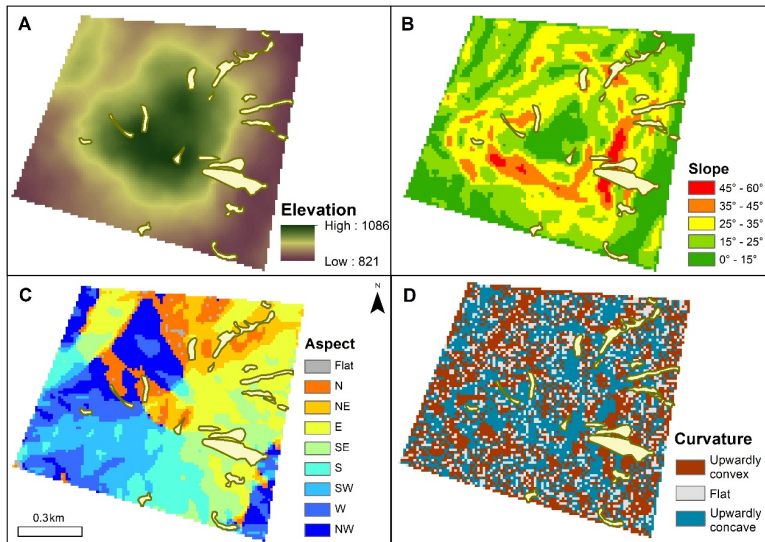 A
Elevation
High : 1086
Low : 821
B
Slope
45° - 60°
35° - 45°
25° - 35°
15° - 25°
0° - 15°
C
N
Aspect
Flat
N
NE
E
SE
S
SW
W
NW
0.3km
D
Curvature
Upwardly
convex
Flat
Upwardly
concave